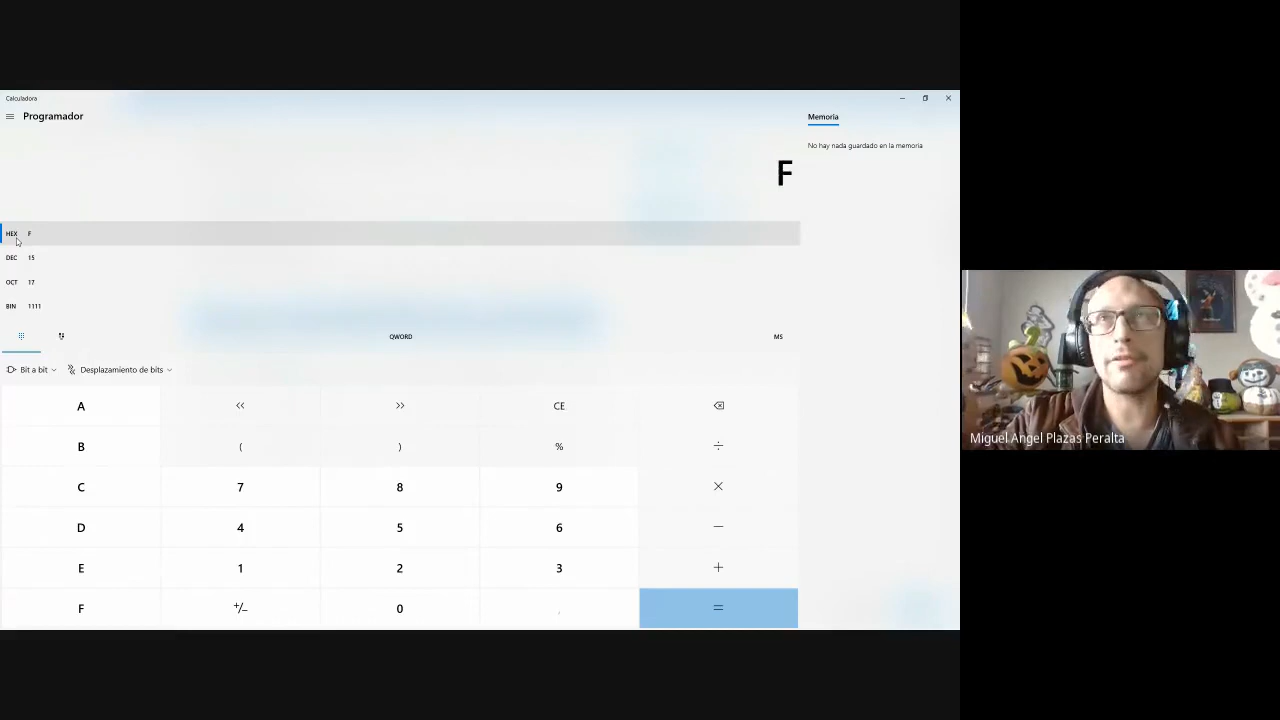 Calculadora
Programador
Memoria
No hay nada guardado en la memoria
F
HEX F
DEC 15
OCT 17
BIN 1111
QWORD MS
Bit a bit Desplazamiento de bits
A << >> CE
B ( ) % ÷
C 7 8 9 ×
D 4 5 6 −
E 1 2 3 +
F +/− 0 , =
Miguel Angel Plazas Peralta